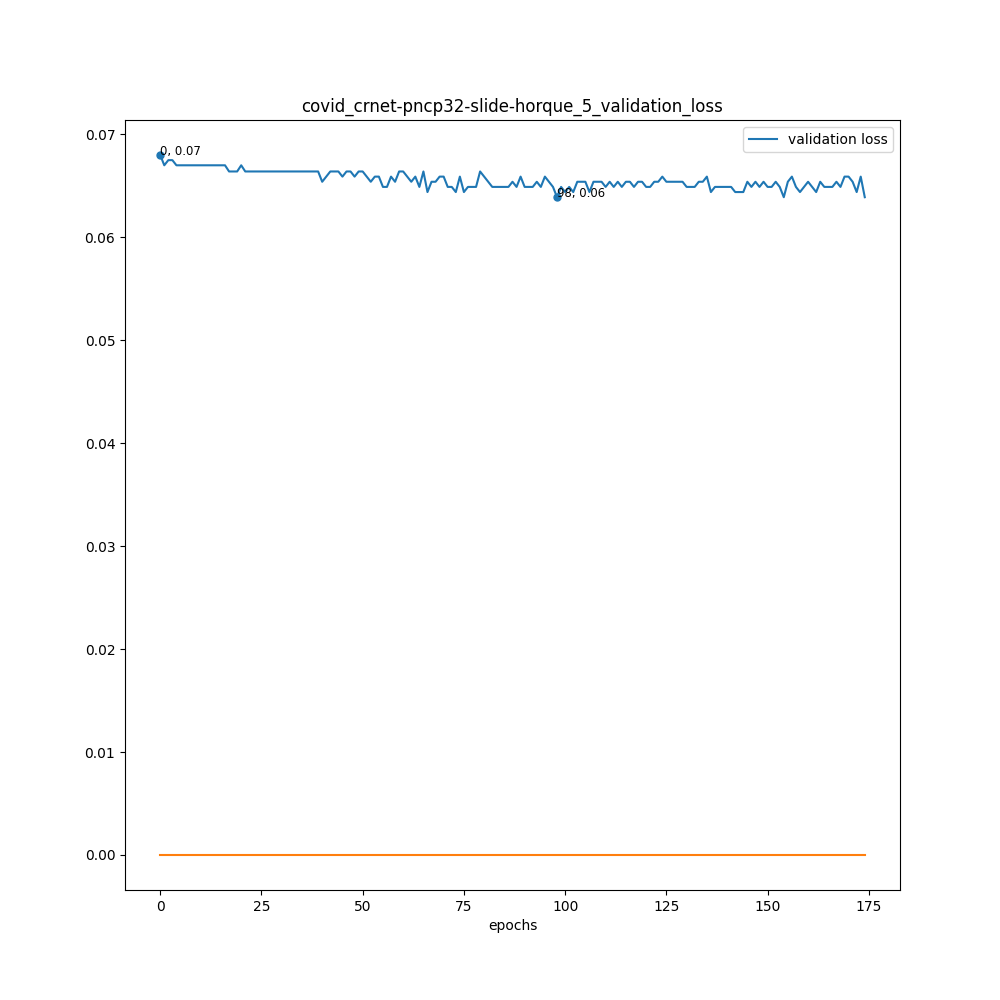 covid_crnet-pncp32-slide-horque_5_validation_loss
validation loss
0.07
0.06
0.05
0.04
0.03
0.02
0.01
0.00
0, 0.07
98, 0.06
0 25 50 75 100 125 150 175
epochs